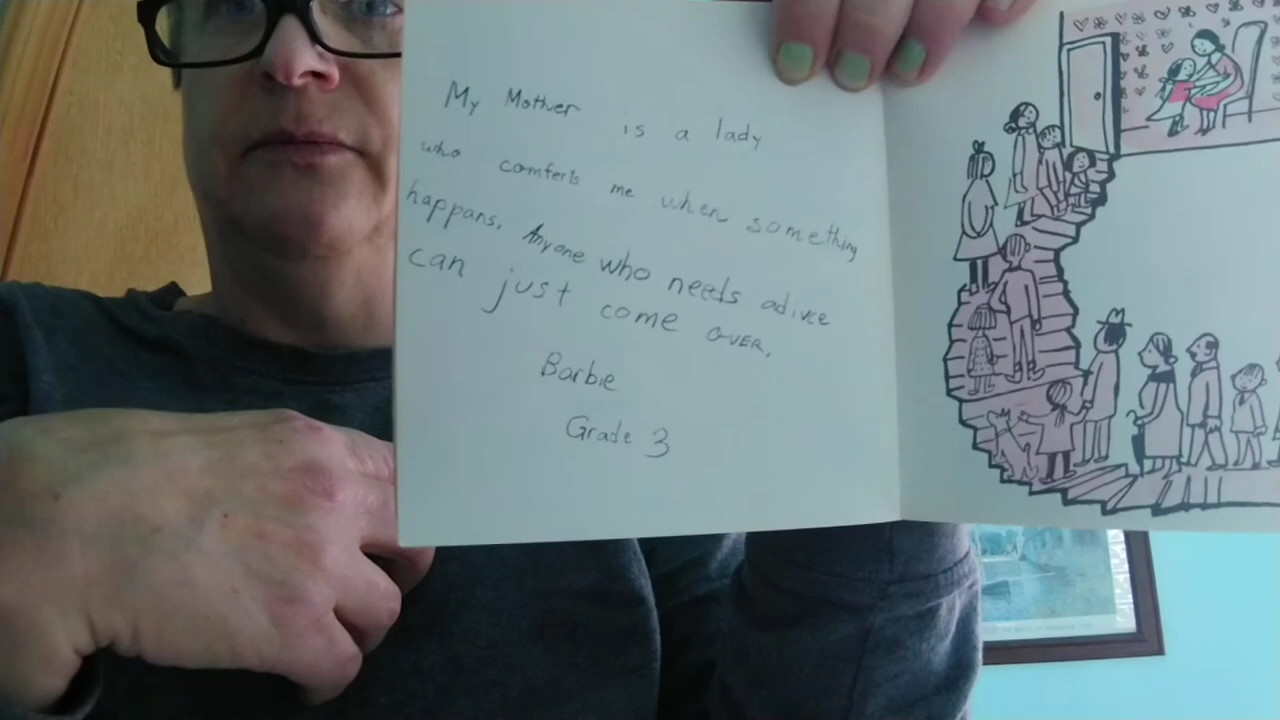 My Mother is a lady
who comferts me when something
happans. Anyone who needs adivce
can just come over.
Barbie
Grade 3